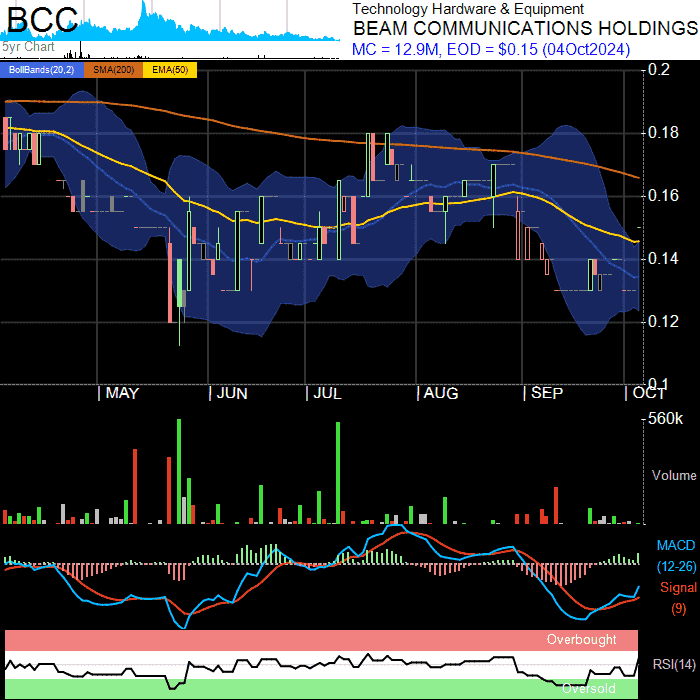 BCC
5yr Chart
Technology Hardware & Equipment
BEAM COMMUNICATIONS HOLDINGS
MC = 12.9M, EOD = $0.15 (04Oct2024)
BollBands(20,2) SMA(200) EMA(50)
0.2
0.18
0.16
0.14
0.12
0.1
MAY JUN JUL AUG SEP OCT
560k
Volume
MACD
(12-26)
Signal
(9)
Overbought
RSI(14)
Oversold